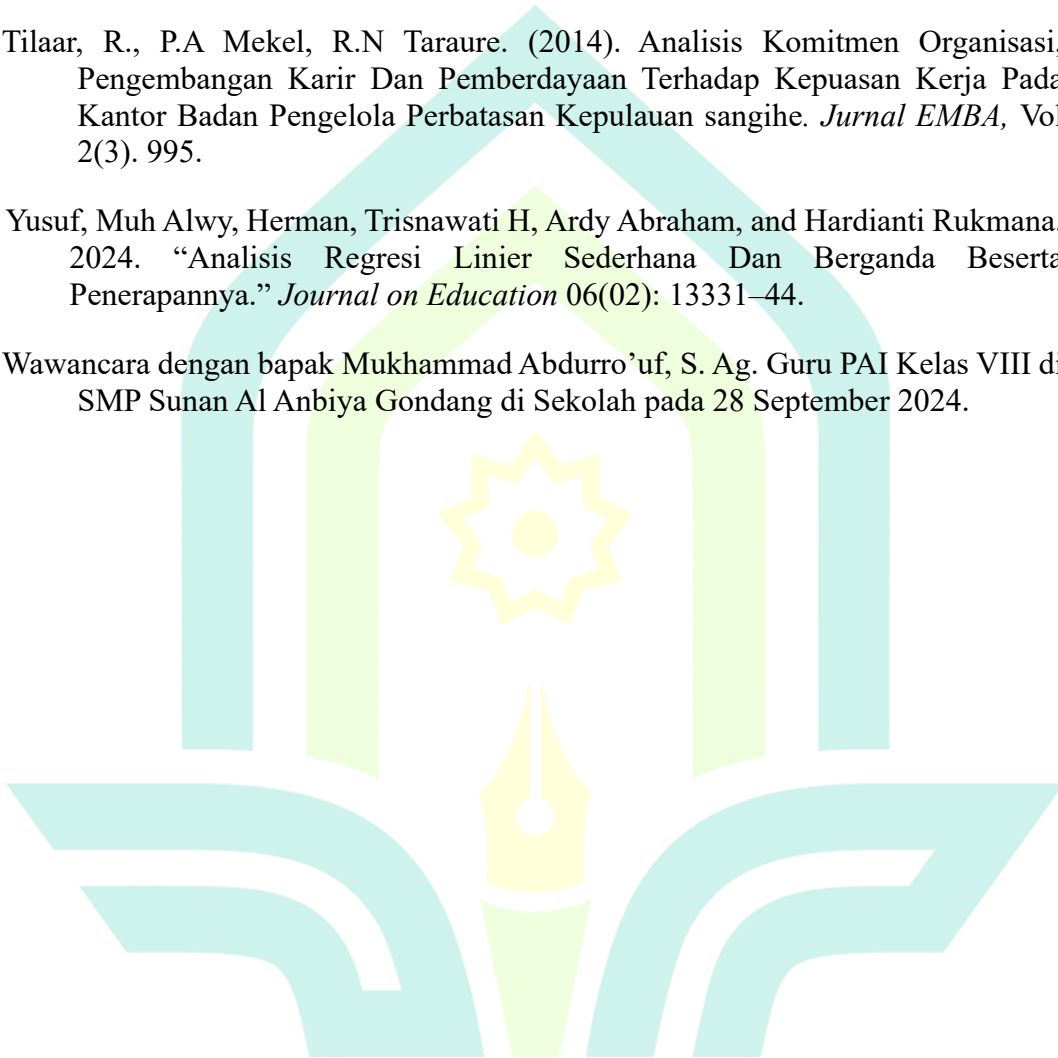 Tilaar, R., P.A Mekel, R.N Taraure. (2014). Analisis Komitmen Organisasi,
Pengembangan Karir Dan Pemberdayaan Terhadap Kepuasan Kerja Pada
Kantor Badan Pengelola Perbatasan Kepulauan sangihe. Jurnal EMBA, Vol
2(3). 995.
Yusuf, Muh Alwy, Herman, Trisnawati H, Ardy Abraham, and Hardianti Rukmana.
2024. “Analisis Regresi Linier Sederhana Dan Berganda Beserta
Penerapannya.” Journal on Education 06(02): 13331–44.
Wawancara dengan bapak Mukhammad Abdurro’uf, S. Ag. Guru PAI Kelas VIII di
SMP Sunan Al Anbiya Gondang di Sekolah pada 28 September 2024.